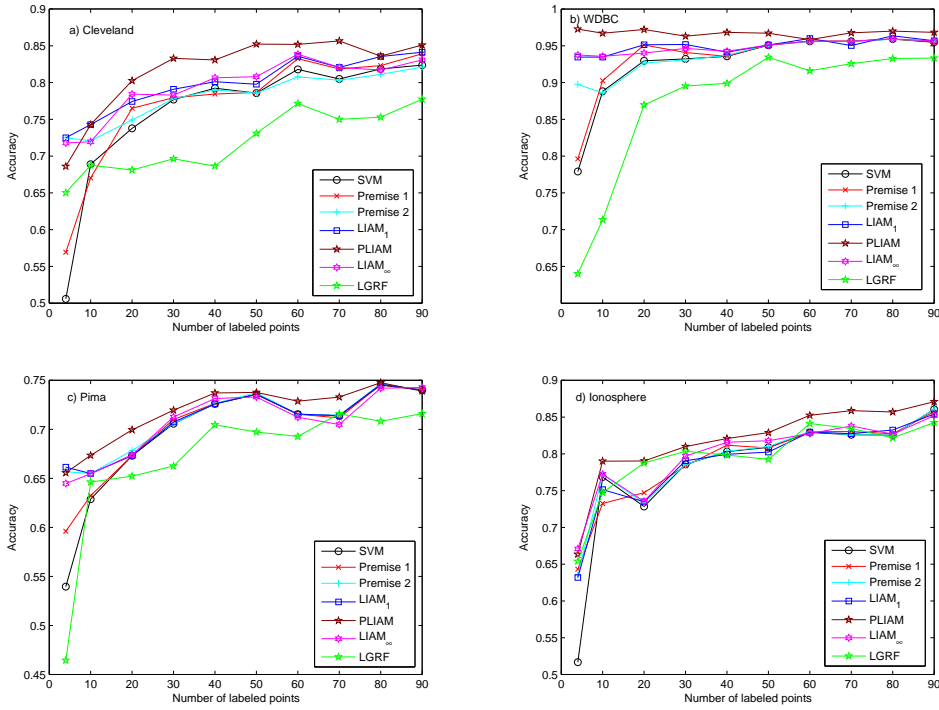 a) Cleveland
Accuracy
0.9
0.85
0.8
0.75
0.7
0.65
0.6
0.55
0.5
0 10 20 30 40 50 60 70 80 90
Number of labeled points
SVM
Premise 1
Premise 2
LIAM₁
PLIAM
LIAM∞
LGRF
b) WDBC
Accuracy
1
0.95
0.9
0.85
0.8
0.75
0.7
0.65
0 10 20 30 40 50 60 70 80 90
Number of labeled points
SVM
Premise 1
Premise 2
LIAM₁
PLIAM
LIAM∞
LGRF
c) Pima
Accuracy
0.75
0.7
0.65
0.6
0.55
0.5
0.45
0 10 20 30 40 50 60 70 80 90
Number of labeled points
SVM
Premise 1
Premise 2
LIAM₁
PLIAM
LIAM∞
LGRF
d) Ionosphere
Accuracy
0.9
0.85
0.8
0.75
0.7
0.65
0.6
0.55
0.5
0 10 20 30 40 50 60 70 80 90
Number of labeled points
SVM
Premise 1
Premise 2
LIAM₁
PLIAM
LIAM∞
LGRF